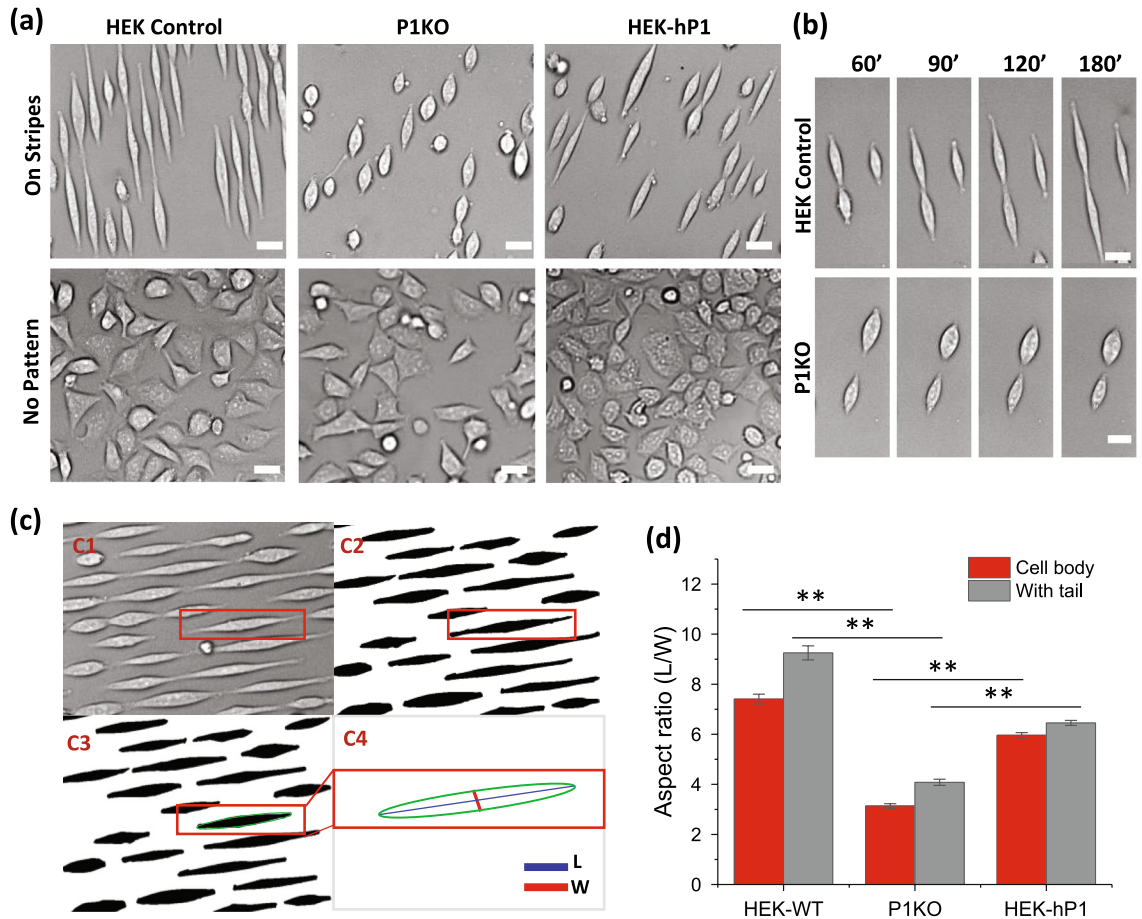 (a)
HEK Control
P1KO
HEK-hP1
On Stripes
No Pattern
(b)
60’
90’
120’
180’
HEK Control
P1KO
(c)
C1
C2
C3
C4
L
W
(d)
Cell body
With tail
Aspect ratio (L/W)
12
10
8
6
4
2
0
**
**
**
**
HEK-WT
P1KO
HEK-hP1